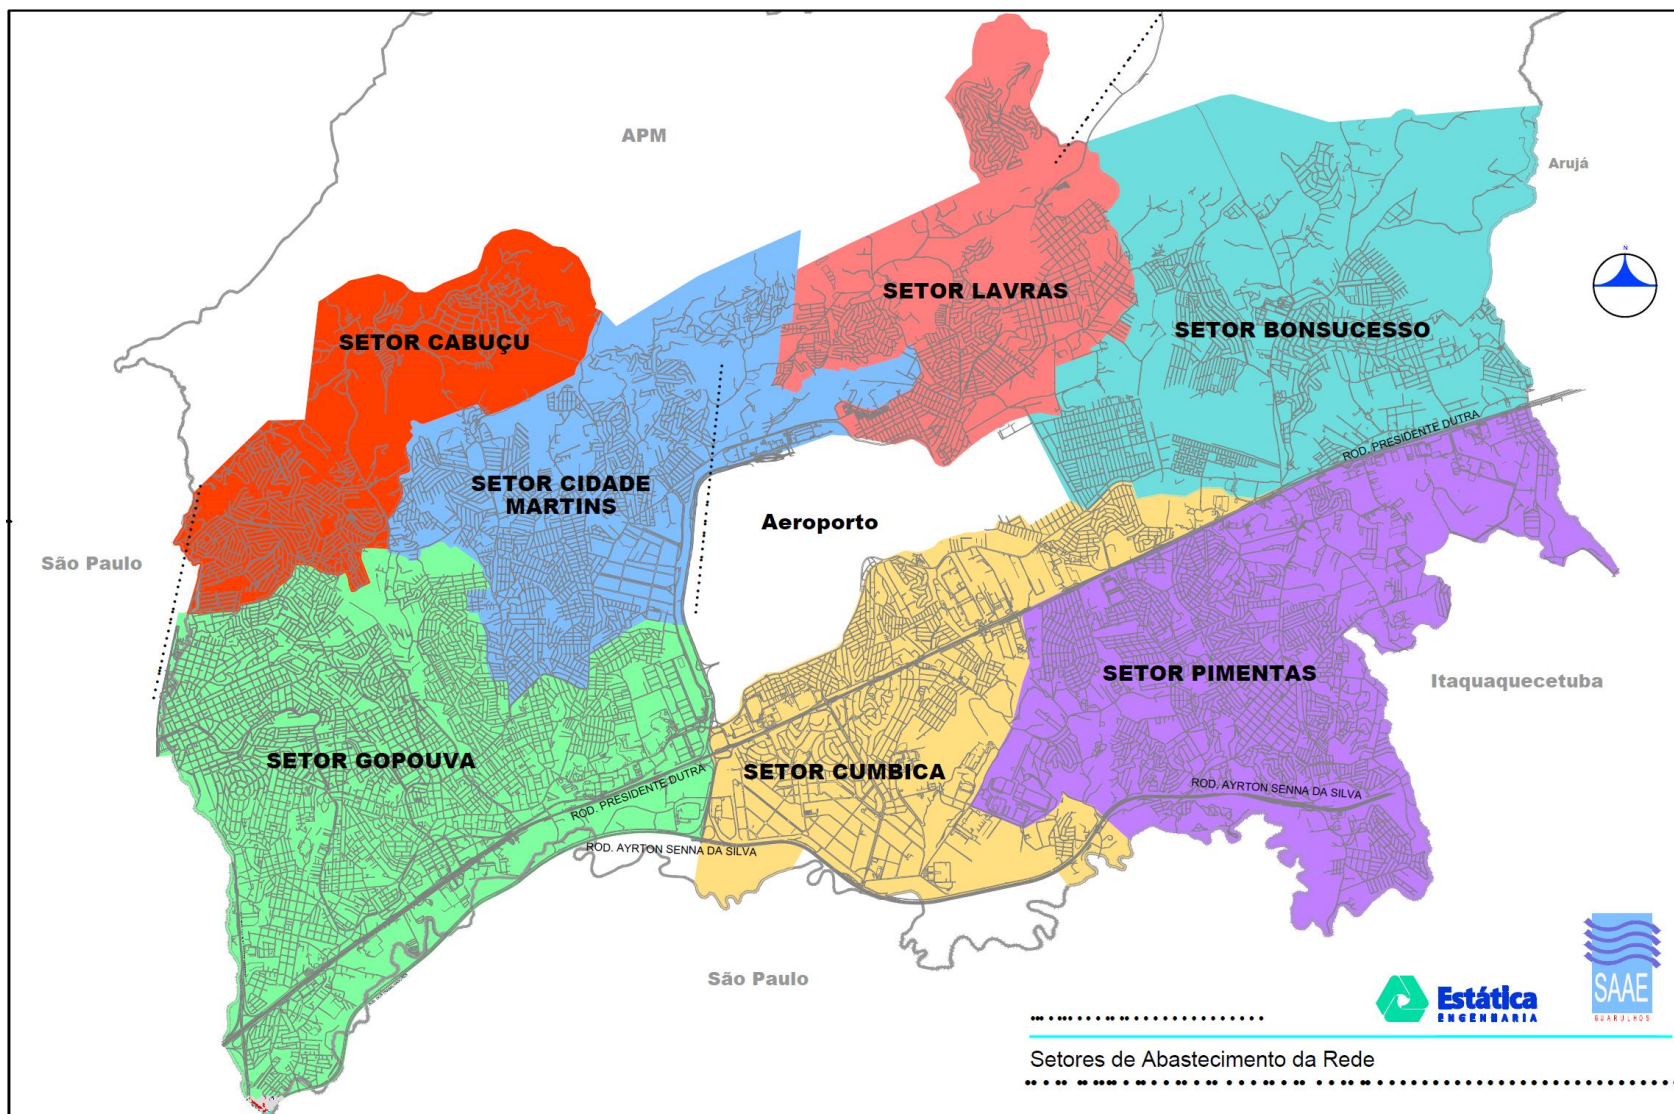 APM
Arujá
N
SETOR LAVRAS
SETOR BONSUCESSO
SETOR CABUÇU
ROD. PRESIDENTE DUTRA
SETOR CIDADE
MARTINS
Aeroporto
São Paulo
SETOR PIMENTAS
Itaquaquecetuba
SETOR GOPOUVA
SETOR CUMBICA
ROD. PRESIDENTE DUTRA
ROD. AYRTON SENNA DA SILVA
ROD. AYRTON SENNA DA SILVA
São Paulo
Estática
ENGENHARIA
SAAE
GUARULHOS
Setores de Abastecimento da Rede